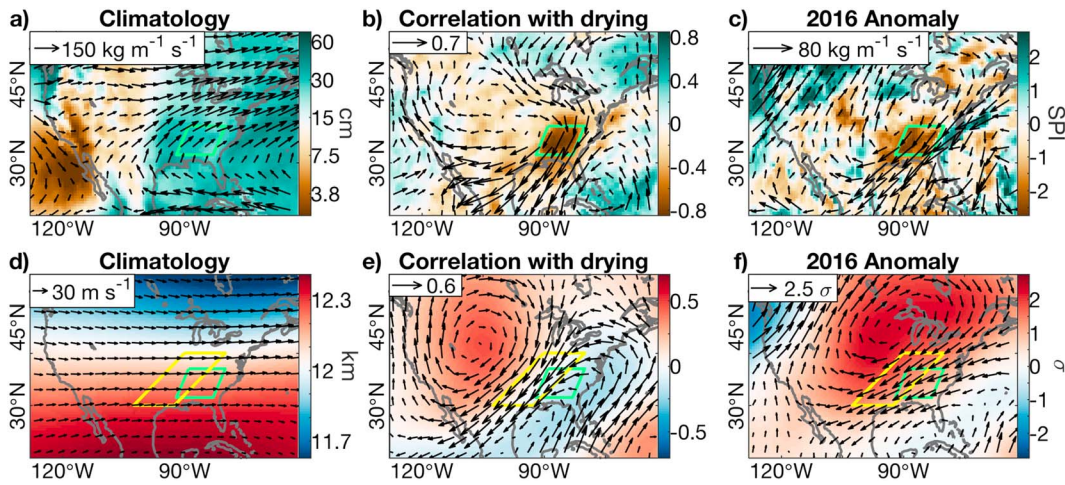 a) Climatology
150 kg m⁻¹ s⁻¹
45°N
30°N
120°W 90°W
60
30
15
7.5
3.8
cm
b) Correlation with drying
0.7
45°N
30°N
120°W 90°W
0.8
0.4
0
-0.4
-0.8
c) 2016 Anomaly
80 kg m⁻¹ s⁻¹
45°N
30°N
120°W 90°W
2
1
0
-1
-2
SPI
d) Climatology
30 m s⁻¹
45°N
30°N
120°W 90°W
12.3
12
11.7
km
e) Correlation with drying
0.6
45°N
30°N
120°W 90°W
0.5
0
-0.5
f) 2016 Anomaly
2.5 σ
45°N
30°N
120°W 90°W
2
1
0
-1
-2
σ